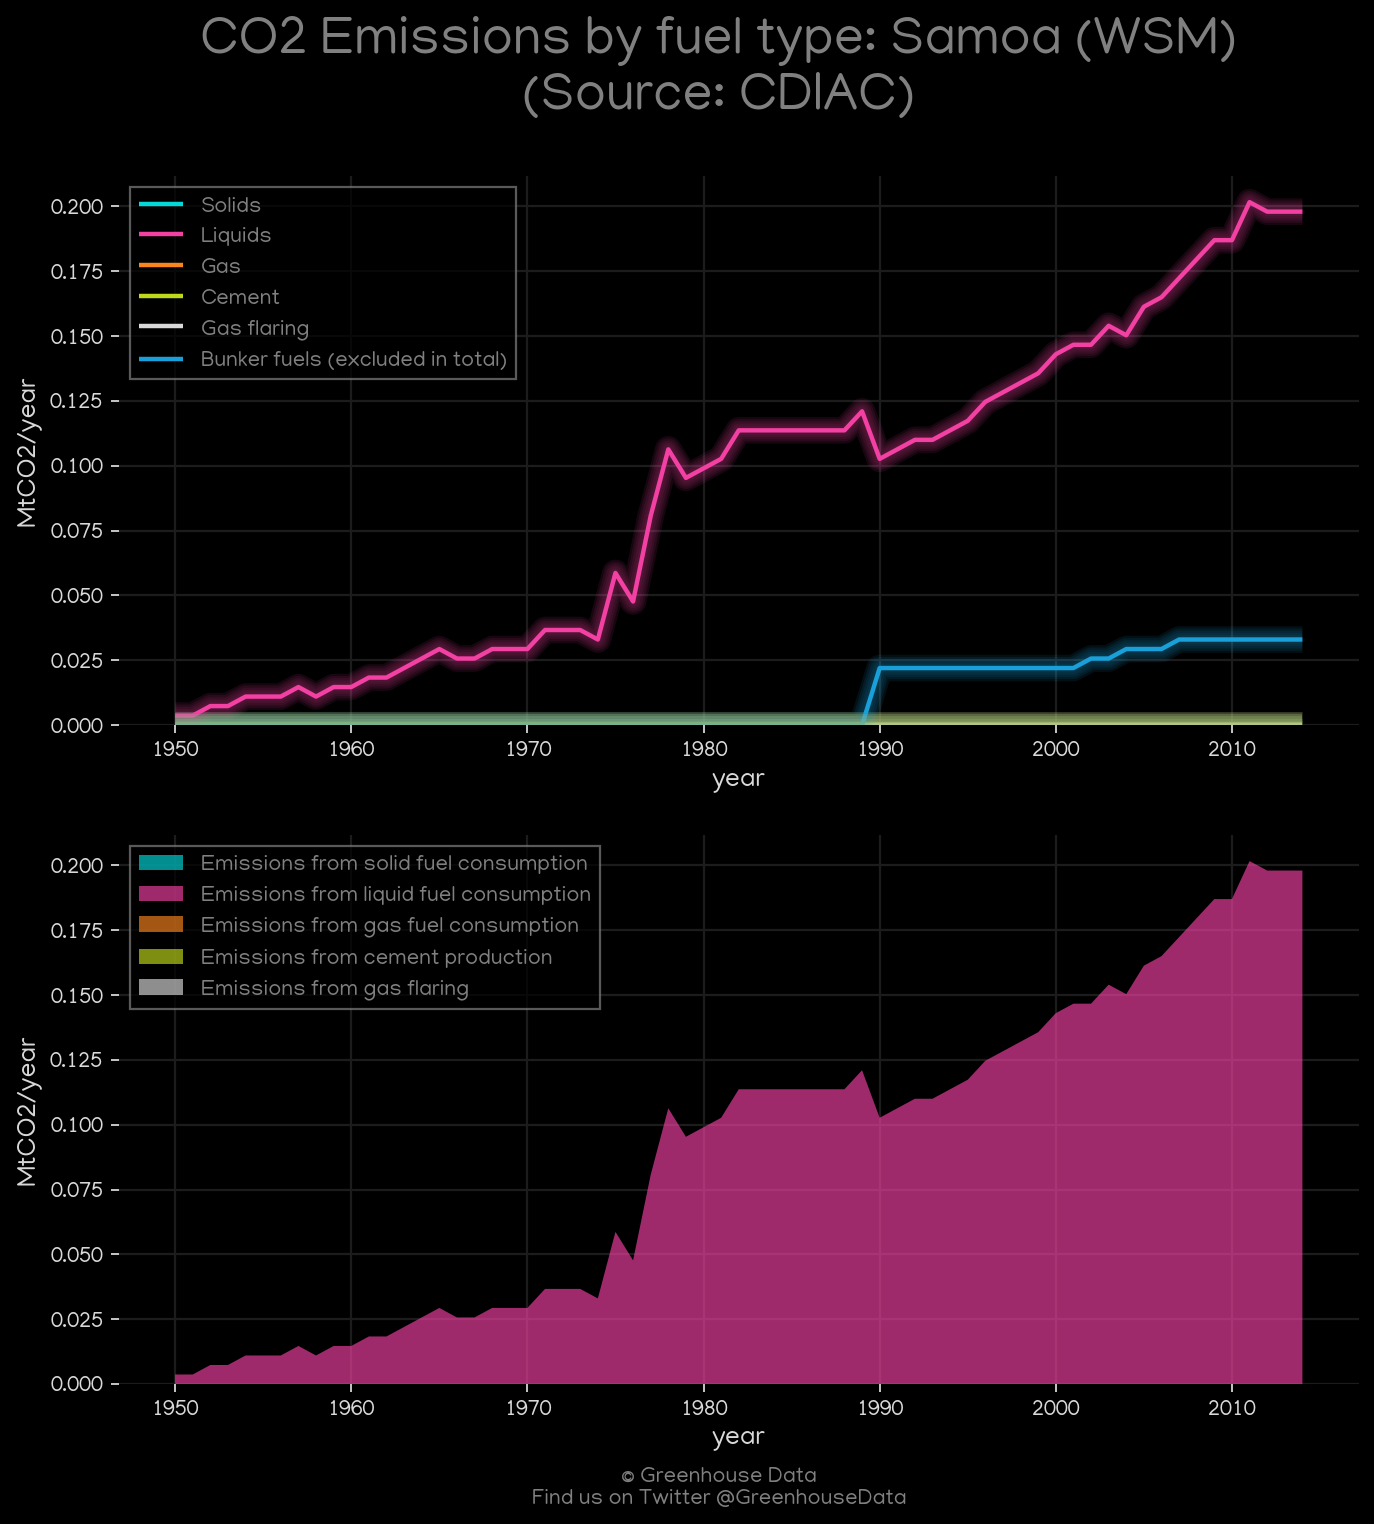 CO2 Emissions by fuel type: Samoa (WSM)
(Source: CDIAC)
Solids
Liquids
Gas
Cement
Gas flaring
Bunker fuels (excluded in total)
MtCO2/year
0.200
0.175
0.150
0.125
0.100
0.075
0.050
0.025
0.000
1950 1960 1970 1980 1990 2000 2010
year
Emissions from solid fuel consumption
Emissions from liquid fuel consumption
Emissions from gas fuel consumption
Emissions from cement production
Emissions from gas flaring
MtCO2/year
0.200
0.175
0.150
0.125
0.100
0.075
0.050
0.025
0.000
1950 1960 1970 1980 1990 2000 2010
year
© Greenhouse Data
Find us on Twitter @GreenhouseData